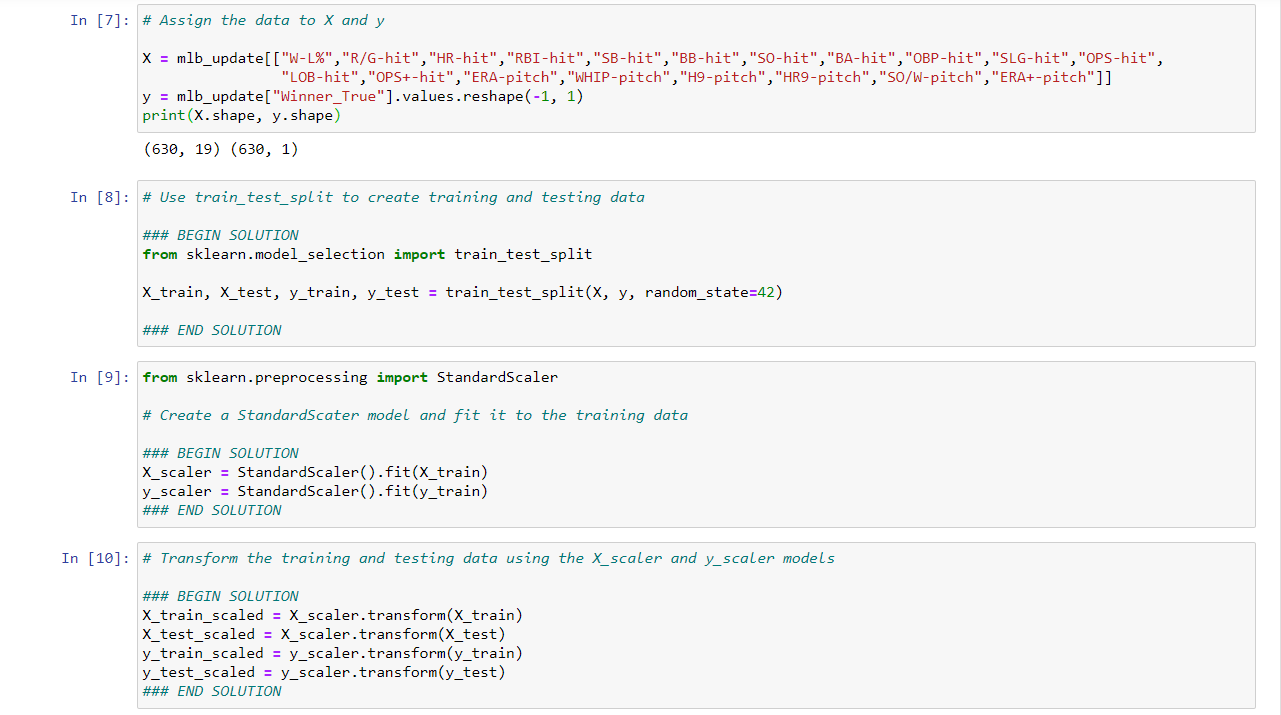 In [7]: # Assign the data to X and y
X = mlb_update[["W-L%","R/G-hit","HR-hit","RBI-hit","SB-hit","BB-hit","SO-hit","BA-hit","OBP-hit","SLG-hit","OPS-hit",
"LOB-hit","OPS+-hit","ERA-pitch","WHIP-pitch","H9-pitch","HR9-pitch","SO/W-pitch","ERA+-pitch"]]
y = mlb_update["Winner_True"].values.reshape(-1, 1)
print(X.shape, y.shape)
(630, 19) (630, 1)
In [8]: # Use train_test_split to create training and testing data
### BEGIN SOLUTION
from sklearn.model_selection import train_test_split
X_train, X_test, y_train, y_test = train_test_split(X, y, random_state=42)
### END SOLUTION
In [9]: from sklearn.preprocessing import StandardScaler
# Create a StandardScater model and fit it to the training data
### BEGIN SOLUTION
X_scaler = StandardScaler().fit(X_train)
y_scaler = StandardScaler().fit(y_train)
### END SOLUTION
In [10]: # Transform the training and testing data using the X_scaler and y_scaler models
### BEGIN SOLUTION
X_train_scaled = X_scaler.transform(X_train)
X_test_scaled = X_scaler.transform(X_test)
y_train_scaled = y_scaler.transform(y_train)
y_test_scaled = y_scaler.transform(y_test)
### END SOLUTION